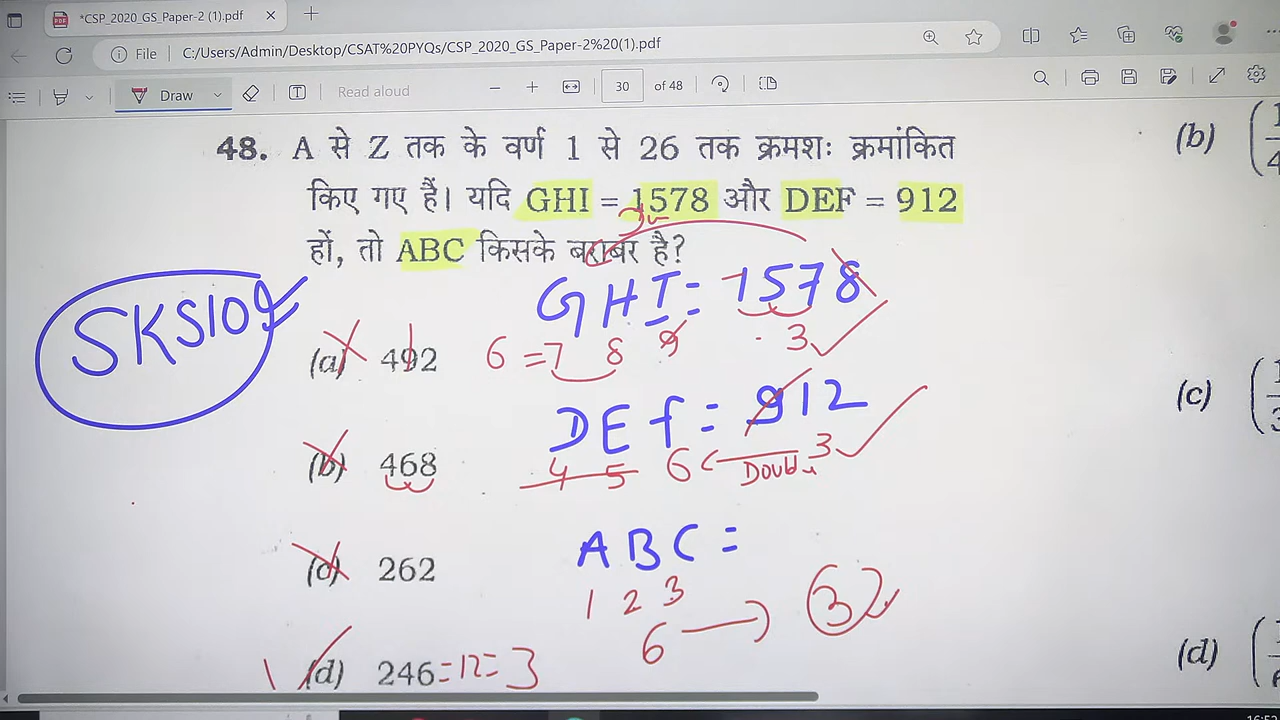 *CSP_2020_GS_Paper-2 (1).pdf
File C:/Users/Admin/Desktop/CSAT%20PYQs/CSP_2020_GS_Paper-2%20(1).pdf
Draw Read aloud 30 of 48
48. A से Z तक के वर्ण 1 से 26 तक क्रमशः क्रमांकित
किए गए हैं। यदि GHI = 1578 और DEF = 912
हों, तो ABC किसके बराबर है?
SKS10
GHI = 1578
(a) 492
6 = 7 8 9 3
DEf = 912
(b) 468
4 5 6 Doubl 3
ABC =
(c) 262
1 2 3
6 3
(d) 246 = 12 = 3
(b)
(c)
(d)